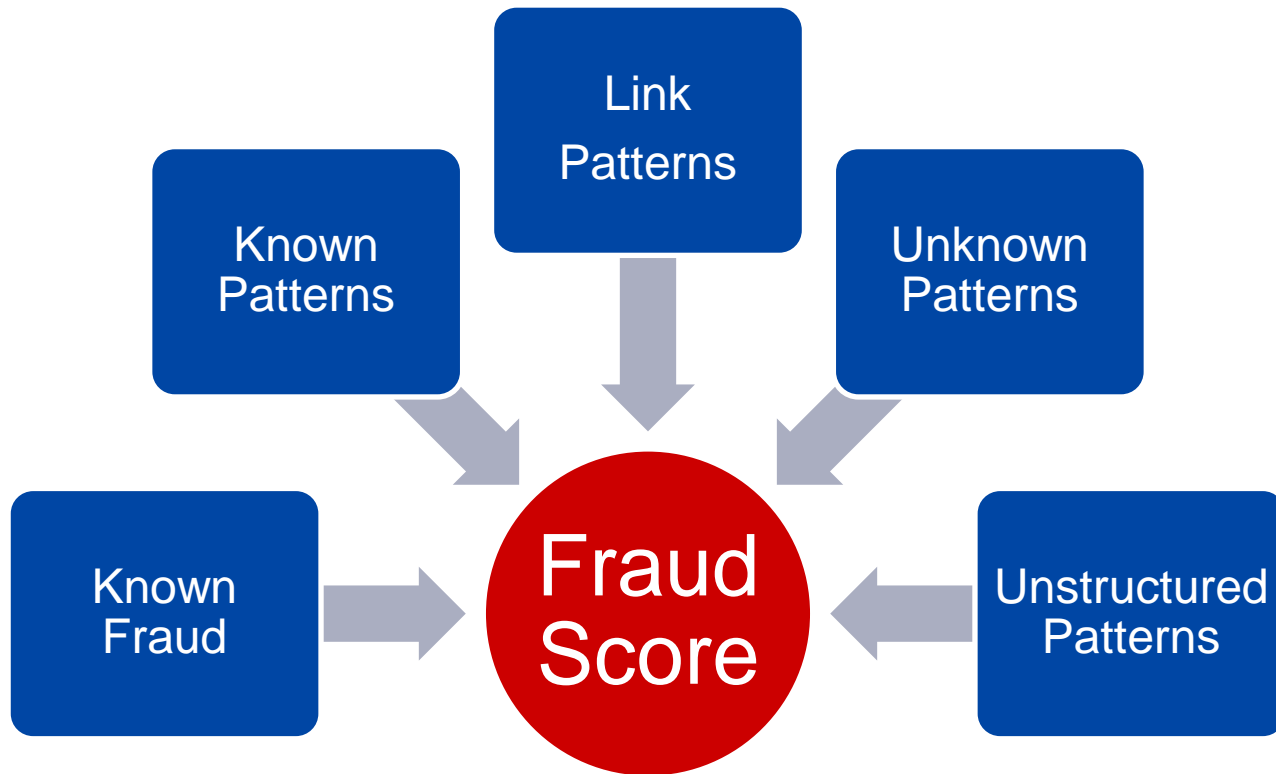 Link
Patterns
Known
Patterns
Unknown
Patterns
Known
Fraud
Fraud
Score
Unstructured
Patterns